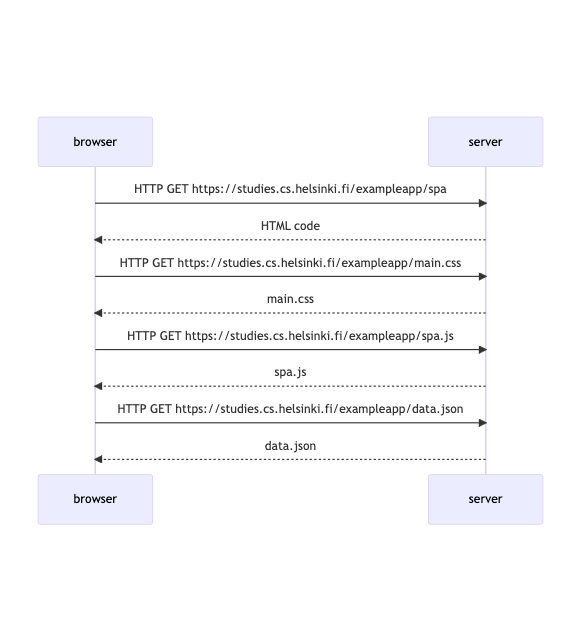 browser server
HTTP GET https://studies.cs.helsinki.fi/exampleapp/spa
HTML code
HTTP GET https://studies.cs.helsinki.fi/exampleapp/main.css
main.css
HTTP GET https://studies.cs.helsinki.fi/exampleapp/spa.js
spa.js
HTTP GET https://studies.cs.helsinki.fi/exampleapp/data.json
data.json
browser server